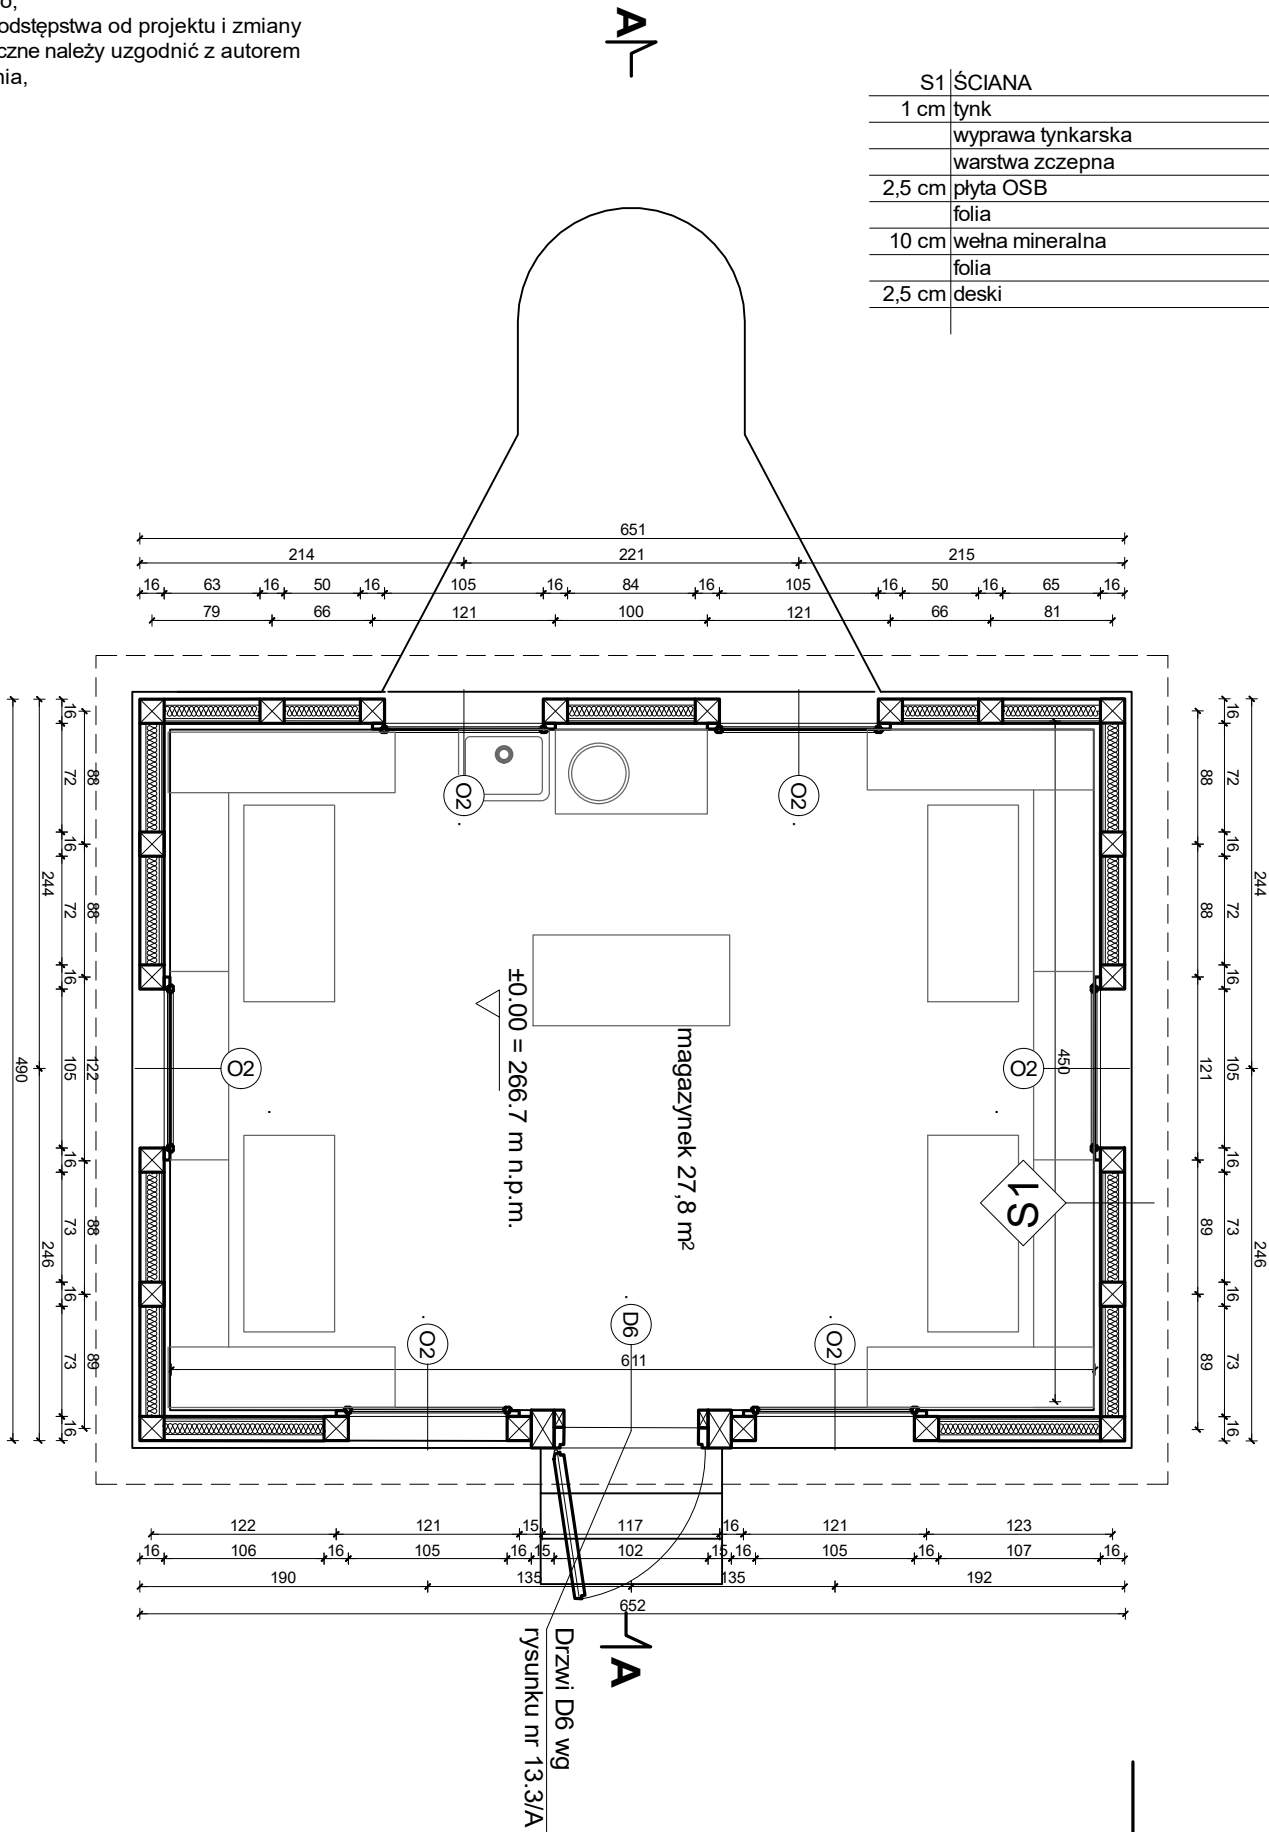 o,
odstępstwa od projektu i zmiany
czne należy uzgodnić z autorem
nia,
A
S1 ŚCIANA
1 cm tynk
wyprawa tynkarska
warstwa zczepna
2,5 cm płyta OSB
folia
10 cm wełna mineralna
folia
2,5 cm deski
651
214 221 215
16 63 16 50 16 105 16 84 16 105 16 50 16 65 16
79 66 121 100 121 66 81
490
244 246
16 72 16 72 16 105 16 73 16 73 16
88 88 122 88 89
O2
O2
O2
O2
O2
O2
D6
±0.00 = 266.7 m n.p.m.
magazynek 27,8 m²
450
S1
611
88 88 121 89 89
16 72 16 72 16 105 16 73 16 73 16
244 246
122 121 15 117 16 121 123
16 106 16 105 16 15 102 15 16 105 16 107 16
190 135 135 192
652
A
Drzwi D6 wg
rysunku nr 13.3/A